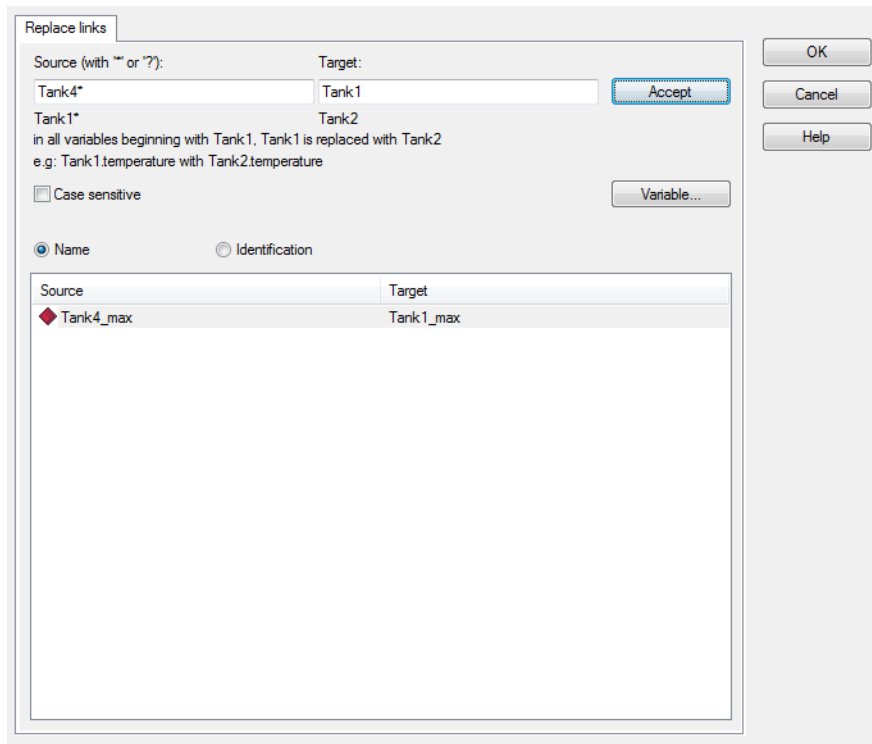 Replace links
Source (with '*' or '?'):
Target:
OK
Tank4*
Tank1
Accept
Cancel
Tank1*
Tank2
in all variables beginning with Tank1, Tank1 is replaced with Tank2
e.g: Tank1.temperature with Tank2.temperature
Help
Case sensitive
Variable...
Name
Identification
Source
Target
Tank4_max
Tank1_max